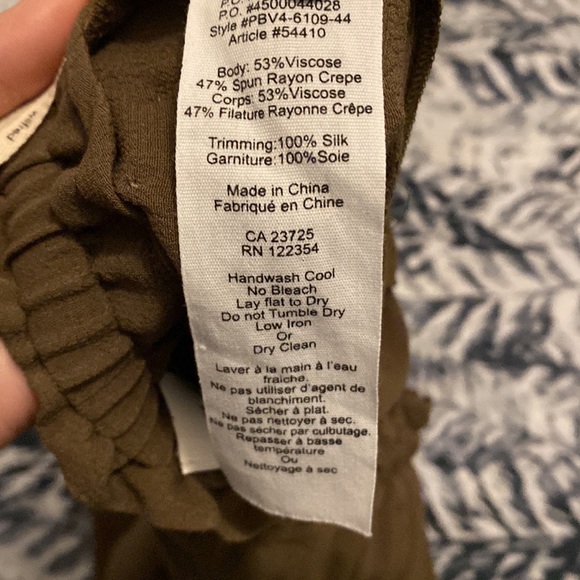 P.O. #4500044028
Style #PBV4-6109-44
Article #54410
Body: 53%Viscose
47% Spun Rayon Crepe
Corps: 53%Viscose
47% Filature Rayonne Crêpe
Trimming:100% Silk
Garniture:100%Soie
Made in China
Fabriqué en Chine
CA 23725
RN 122354
Handwash Cool
No Bleach
Lay flat to Dry
Do not Tumble Dry
Low Iron
Or
Dry Clean
Laver à la main à l'eau
fraîche.
Ne pas utiliser d'agent de
blanchiment.
Sécher à plat.
Ne pas nettoyer à sec.
Ne pas sécher par culbutage.
Repasser à basse
température
Ou
Nettoyage à sec
wilfred